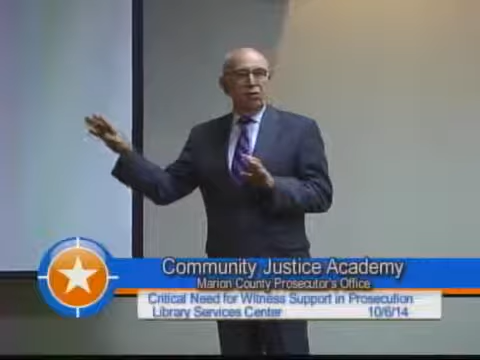 Community Justice Academy
Marion County Prosecutor's Office
Critical Need for Witness Support in Prosecution
Library Services Center 10/6/14